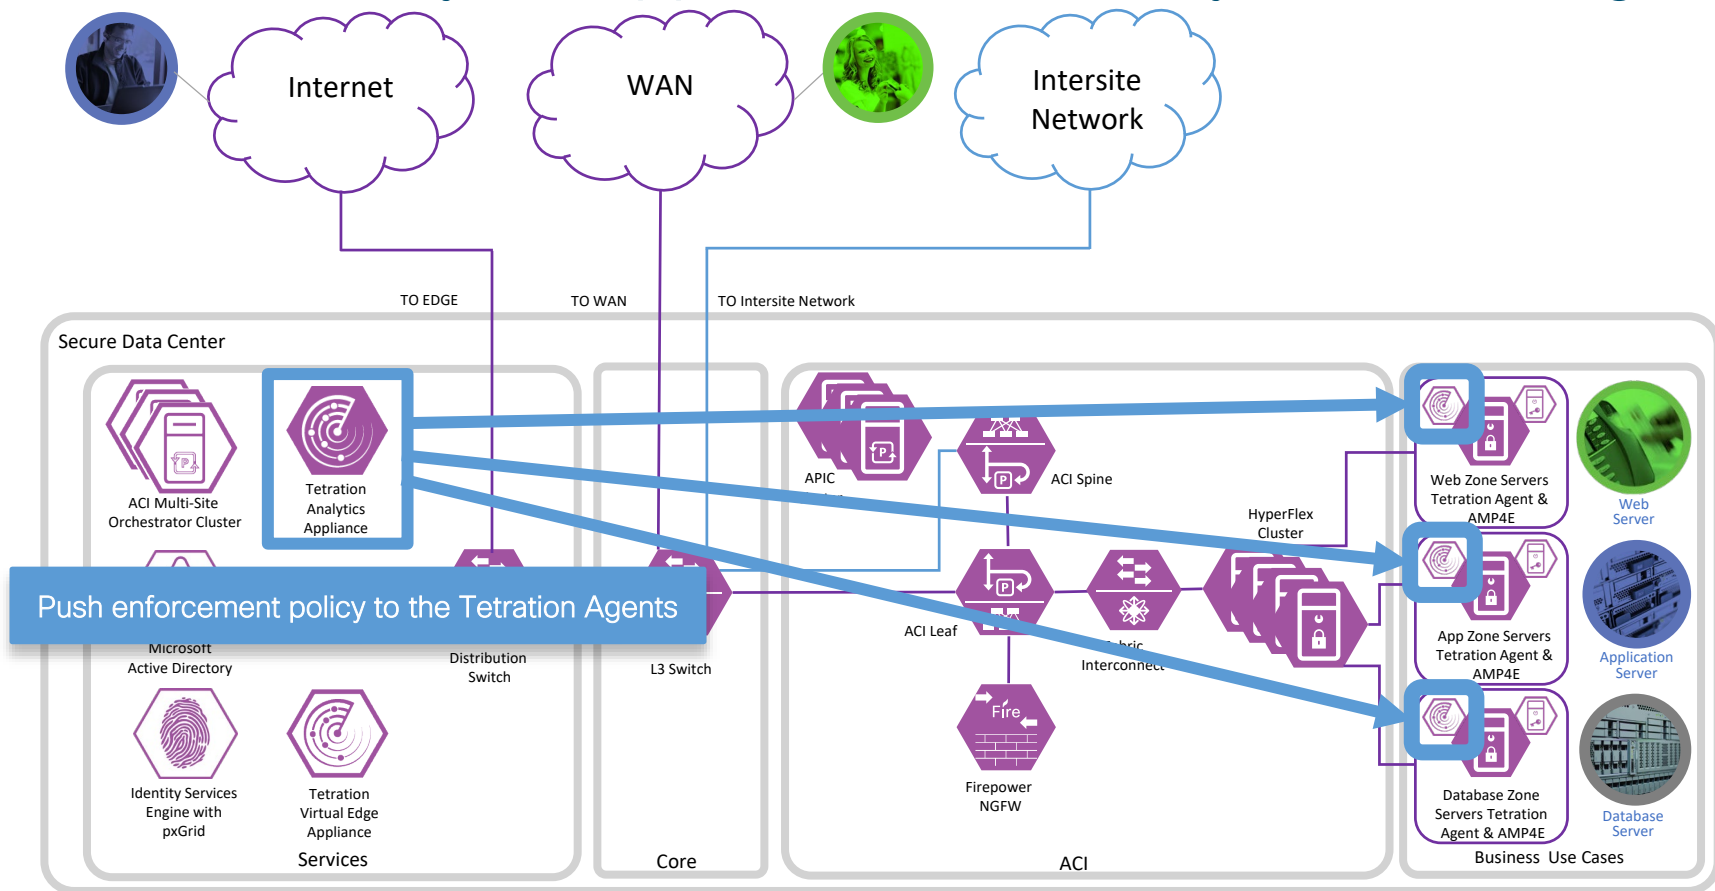 Internet
WAN
Intersite
Network
TO EDGE
TO WAN
TO Intersite Network
Secure Data Center
ACI Multi-Site
Orchestrator Cluster
Tetration
Analytics
Appliance
APIC
P
P
P
ACI Spine
HyperFlex
Cluster
Web Zone Servers
Tetration Agent &
AMP4E
Web
Server
Push enforcement policy to the Tetration Agents
Microsoft
Active Directory
Distribution
Switch
L3 Switch
ACI Leaf
P
Interconnect
App Zone Servers
Tetration Agent &
AMP4E
Application
Server
Identity Services
Engine with
pxGrid
Tetration
Virtual Edge
Appliance
Fire
Firepower
NGFW
Database Zone
Servers Tetration
Agent & AMP4E
Database
Server
Services
Core
ACI
Business Use Cases